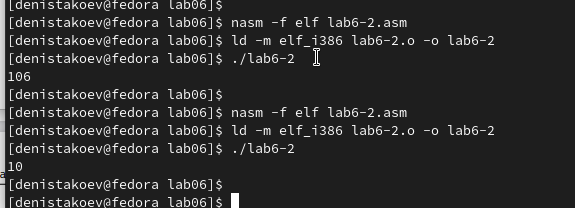 [denistakoev@fedora lab06]$
[denistakoev@fedora lab06]$ nasm -f elf lab6-2.asm
[denistakoev@fedora lab06]$ ld -m elf_i386 lab6-2.o -o lab6-2
[denistakoev@fedora lab06]$ ./lab6-2
106
[denistakoev@fedora lab06]$
[denistakoev@fedora lab06]$ nasm -f elf lab6-2.asm
[denistakoev@fedora lab06]$ ld -m elf_i386 lab6-2.o -o lab6-2
[denistakoev@fedora lab06]$ ./lab6-2
10
[denistakoev@fedora lab06]$
[denistakoev@fedora lab06]$